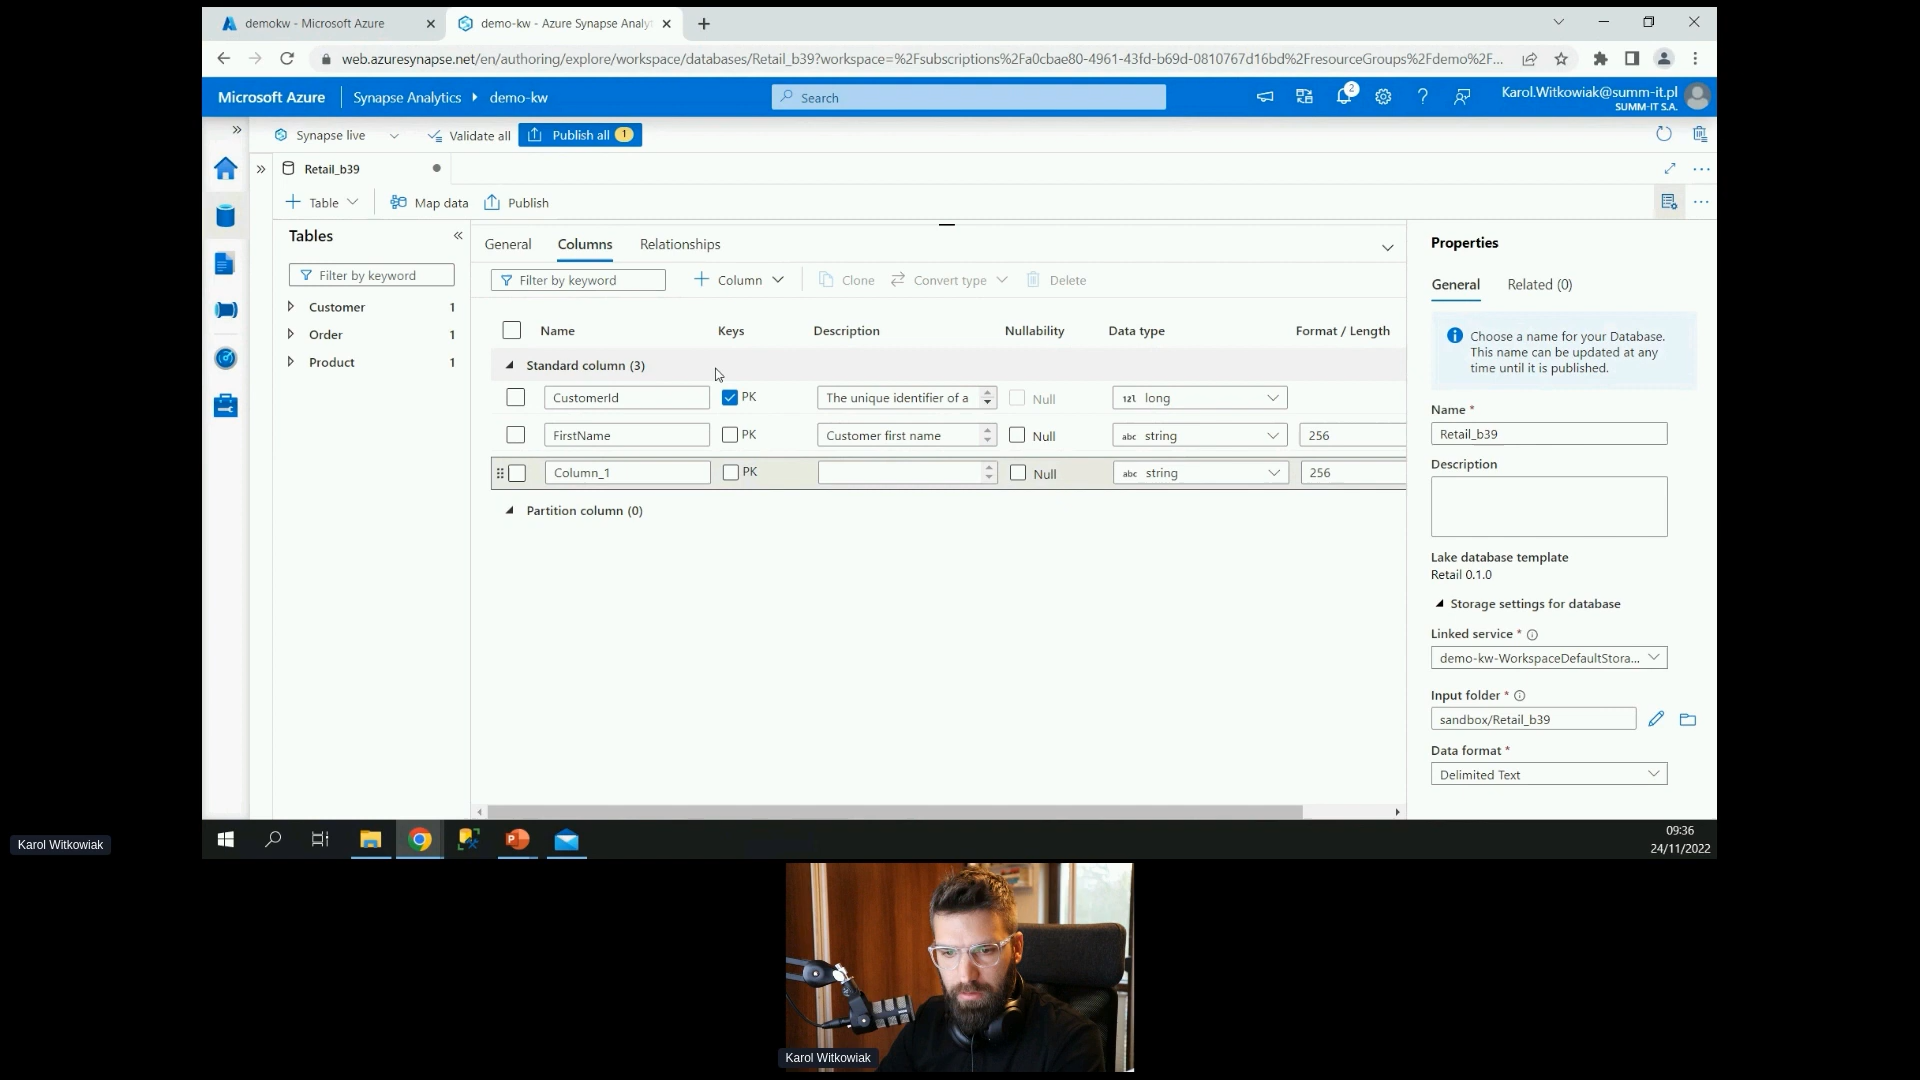 demokw - Microsoft Azure
demo-kw - Azure Synapse Analy
web.azuresynapse.net/en/authoring/explore/workspace/databases/Retail_b39?workspace=%2Fsubscriptions%2Fa0cbae80-4961-43fd-b69d-0810767d16bd%2FresourceGroups%2Fdemo%2F...
Microsoft Azure
Synapse Analytics
demo-kw
Search
2
Karol.Witkowiak@summ-it.pl
SUMM-IT S.A.
Synapse live
Validate all
Publish all 1
Retail_b39
Table
Map data
Publish
Tables
Filter by keyword
Customer 1
Order 1
Product 1
General Columns Relationships
Filter by keyword
Column
Clone
Convert type
Delete
Name Keys Description Nullability Data type Format / Length
Standard column (3)
CustomerId PK The unique identifier of a Null 12l long
FirstName PK Customer first name Null abc string 256
Column_1 PK Null abc string 256
Partition column (0)
Properties
General Related (0)
Choose a name for your Database.
This name can be updated at any
time until it is published.
Name *
Retail_b39
Description
Lake database template
Retail 0.1.0
Storage settings for database
Linked service *
demo-kw-WorkspaceDefaultStora...
Input folder *
sandbox/Retail_b39
Data format *
Delimited Text
09:36
24/11/2022
Karol Witkowiak
Karol Witkowiak